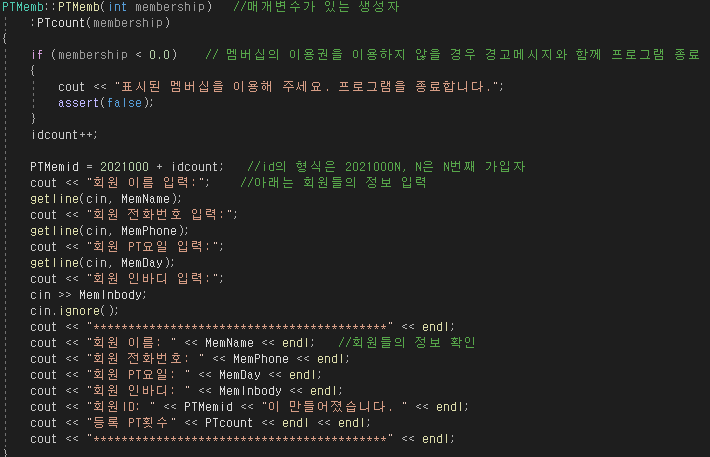 PTMemb::PTMemb(int membership)   //매개변수가 있는 생성자
    :PTcount(membership)
{
    if (membership < 0.0)   // 멤버십의 이용권을 이용하지 않을 경우 경고메시지와 함께 프로그램 종료
    {
        cout << "표시된 멤버십을 이용해 주세요. 프로그램을 종료합니다.";
        assert(false);
    }
    idcount++;

    PTMemid = 2021000 + idcount;   //id의 형식은 2021000N, N은 N번째 가입자
    cout << "회원 이름 입력:";    //아래는 회원들의 정보 입력
    getline(cin, MemName);
    cout << "회원 전화번호 입력:";
    getline(cin, MemPhone);
    cout << "회원 PT요일 입력:";
    getline(cin, MemDay);
    cout << "회원 인바디 입력:";
    cin >> MemInbody;
    cin.ignore();
    cout << "******************************************" << endl;
    cout << "회원 이름: " << MemName << endl;   //회원들의 정보 확인
    cout << "회원 전화번호: " << MemPhone << endl;
    cout << "회원 PT요일: " << MemDay << endl;
    cout << "회원 인바디: " << MemInbody << endl;
    cout << "회원ID: " << PTMemid << "이 만들어졌습니다. " << endl;
    cout << "등록 PT횟수" << PTcount << endl << endl;
    cout << "******************************************" << endl;
}